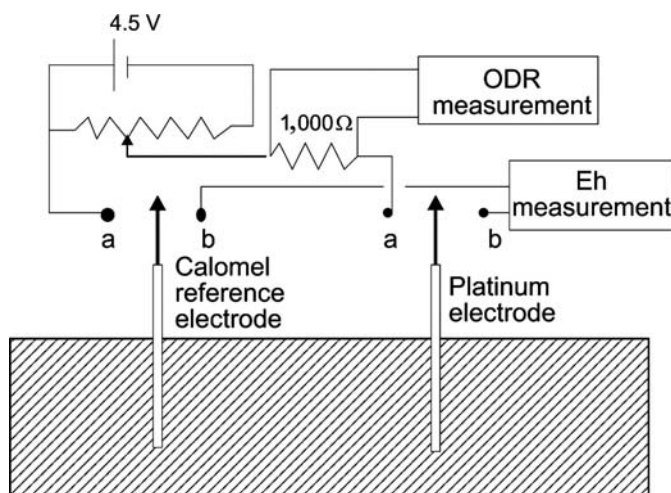 4.5 V
ODR
measurement
1,000 Ω
Eh
measurement
a
b
a
b
Calomel
reference
electrode
Platinum
electrode